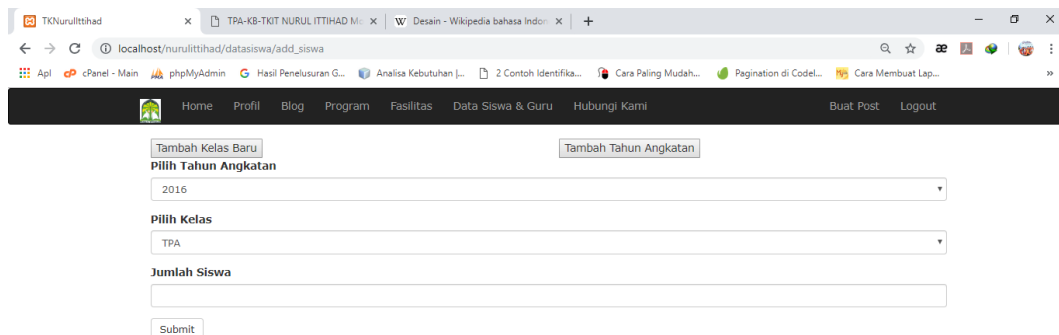 TKNurulIttihad TPA-KB-TKIT NURUL ITTIHAD Mo Desain - Wikipedia bahasa Indon
localhost/nurulittihad/datasiswa/add_siswa
Apl cPanel - Main phpMyAdmin Hasil Penelusuran G... Analisa Kebutuhan |... 2 Contoh Identifika... Cara Paling Mudah... Pagination di CodeI... Cara Membuat Lap... »
Home Profil Blog Program Fasilitas Data Siswa & Guru Hubungi Kami Buat Post Logout
Tambah Kelas Baru Tambah Tahun Angkatan
Pilih Tahun Angkatan
2016
Pilih Kelas
TPA
Jumlah Siswa
Submit